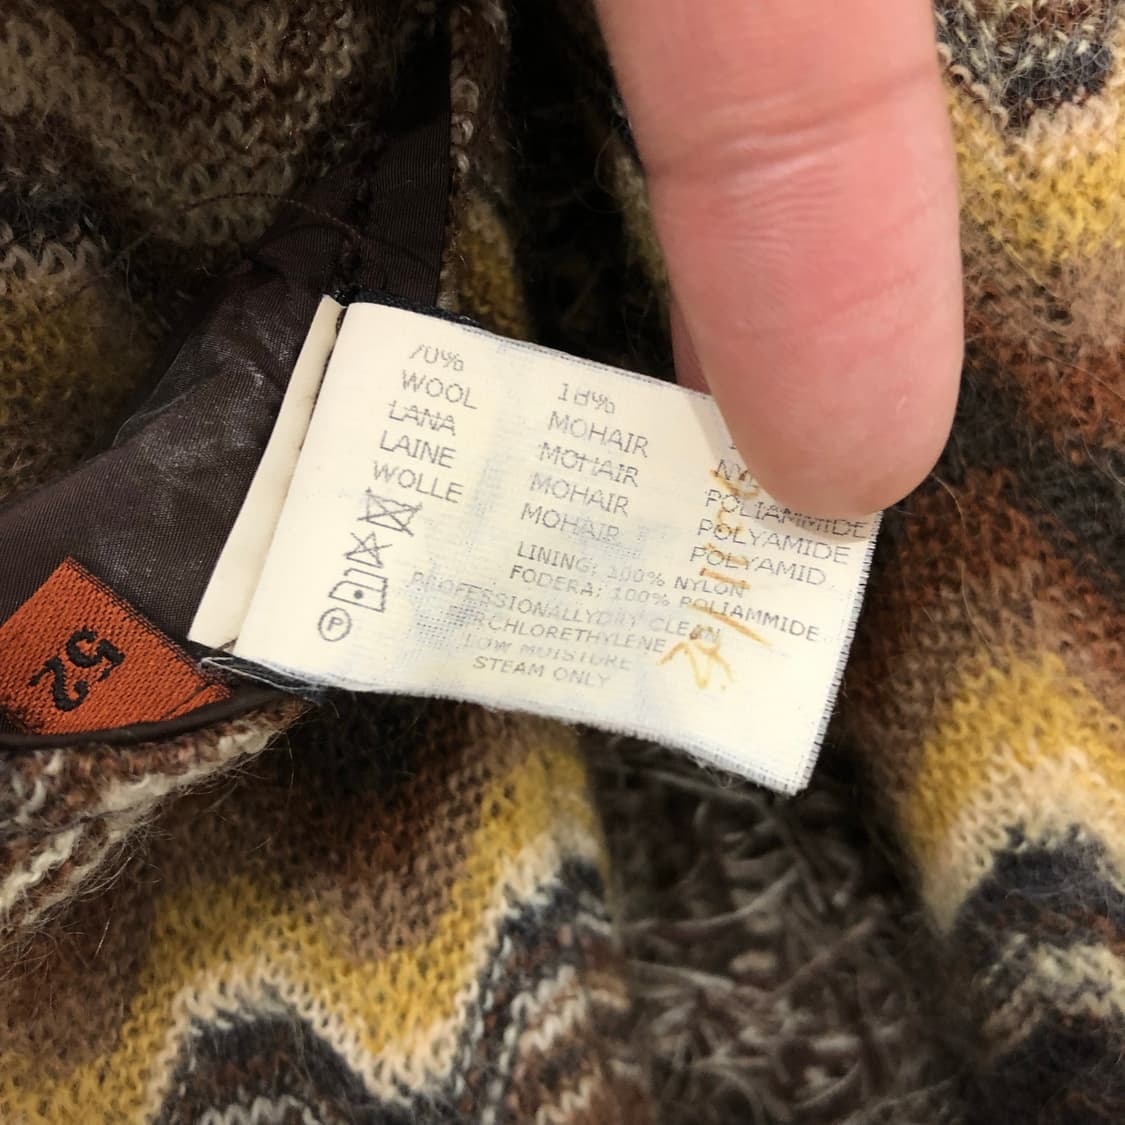 70%
WOOL
LANA
LAINE
WOLLE
18%
MOHAIR
MOHAIR
MOHAIR
MOHAIR
POLIAMMIDE
POLYAMIDE
POLYAMID
LINING: 100% NYLON
FODERA: 100% POLIAMMIDE
PROFESSIONALLY DRY CLEAN
LOW MOISTURE
STEAM ONLY
P
52